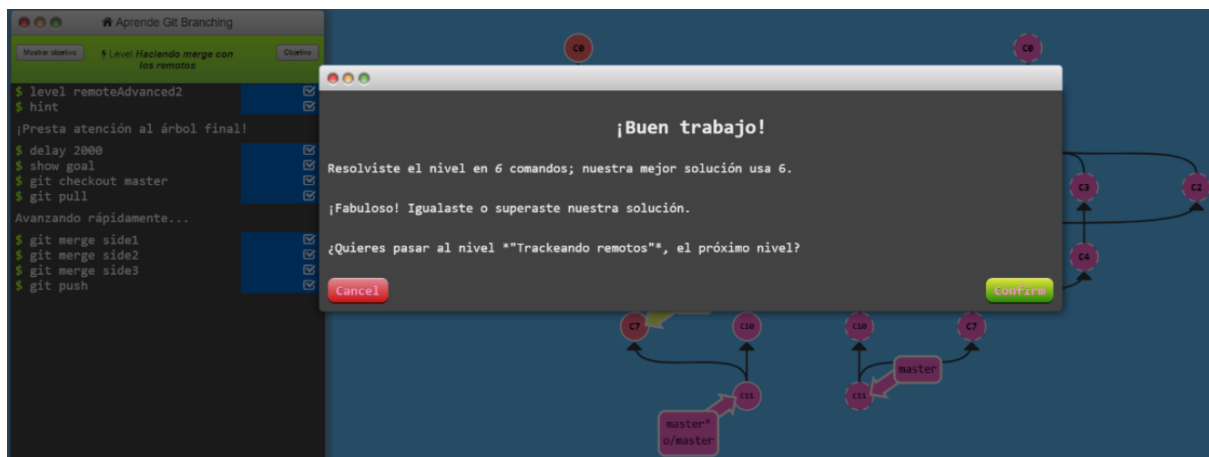 Aprende Git Branching
Mostrar objetivo
Level Haciendo merge con
los remotos
Objetivo
$ level remoteAdvanced2
$ hint
¡Presta atención al árbol final!
$ delay 2000
$ show goal
$ git checkout master
$ git pull
Avanzando rápidamente...
$ git merge side1
$ git merge side2
$ git merge side3
$ git push
¡Buen trabajo!
Resolviste el nivel en 6 comandos; nuestra mejor solución usa 6.
¡Fabuloso! Igualaste o superaste nuestra solución.
¿Quieres pasar al nivel *"Trackeando remotos"*, el próximo nivel?
Cancel
Confirm
C0
C0
C3
C2
C4
C7
C10
C10
C7
master
C11
C11
master*
o/master